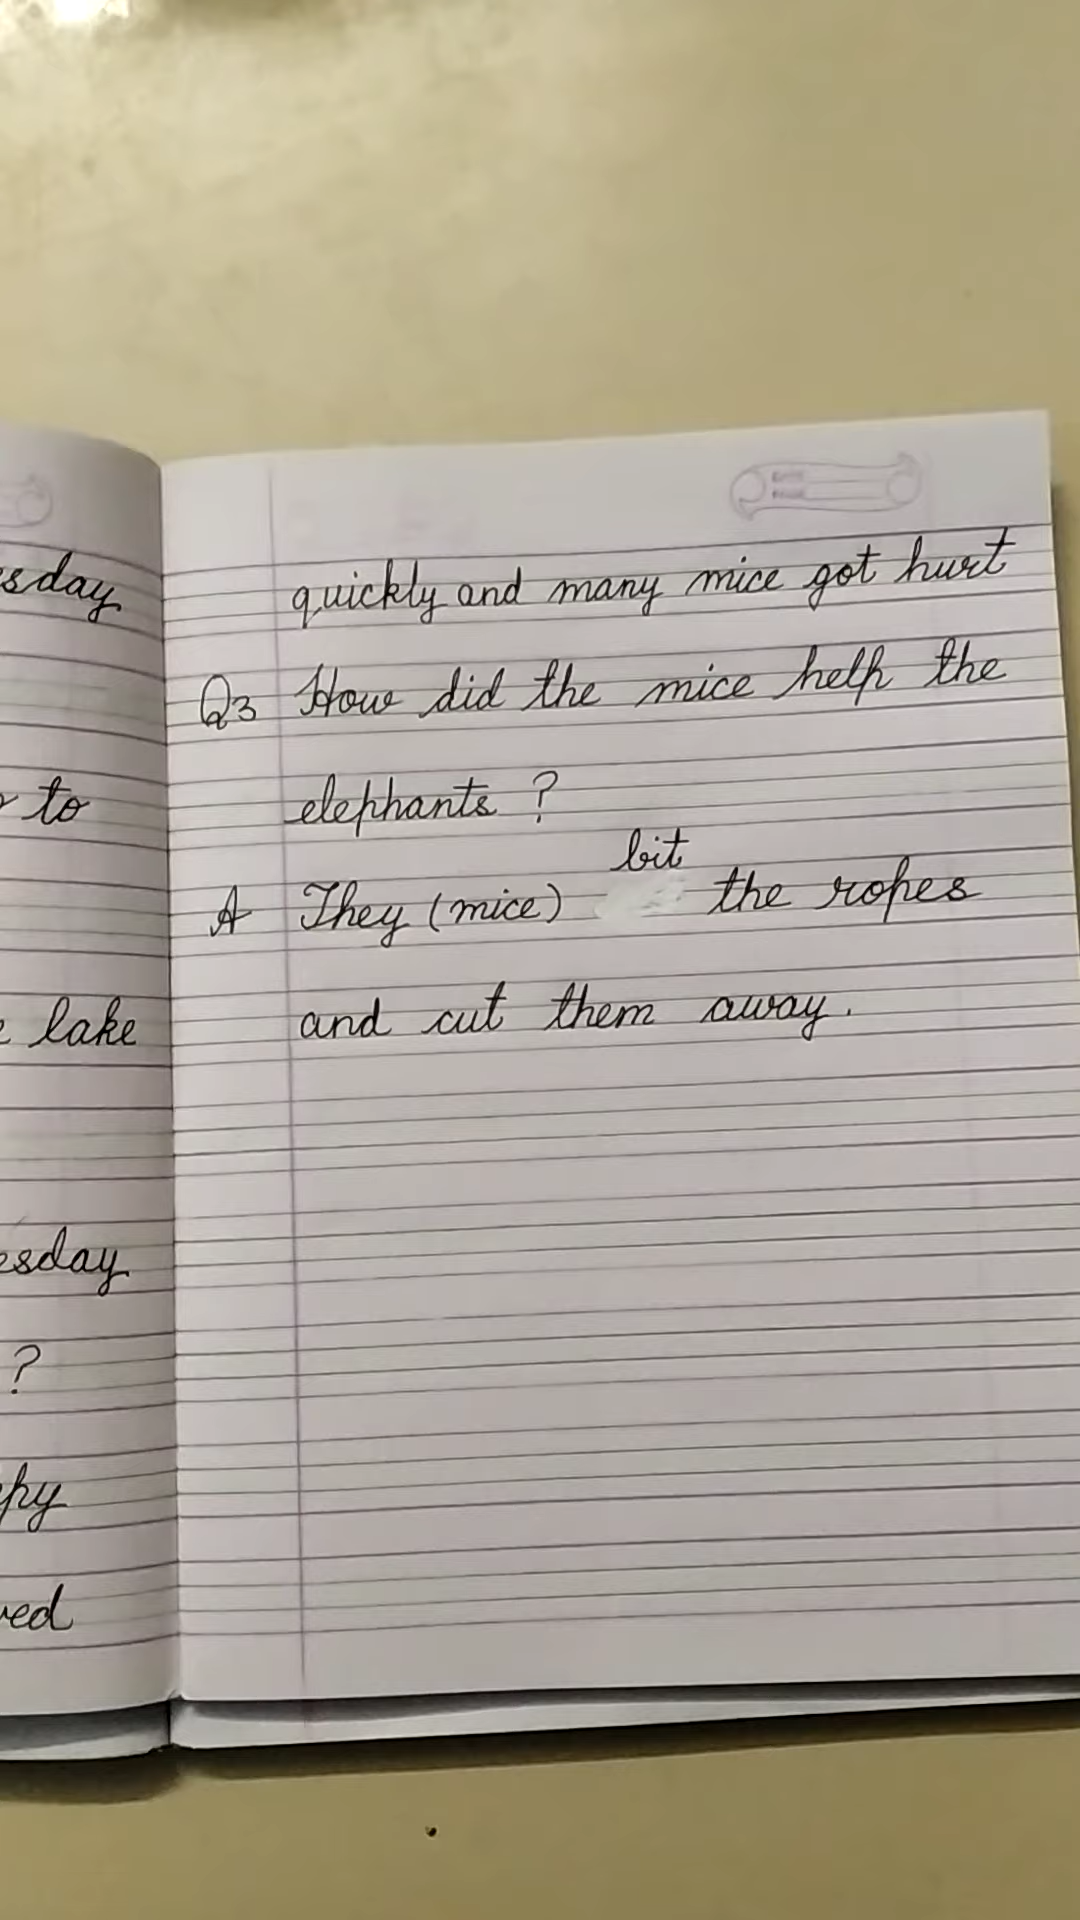 sday
to
lake
esday
?
py
ved
quickly and many mice got hurt
Q3 How did the mice help the
elephants ?
bit
A They (mice) the ropes
and cut them away.